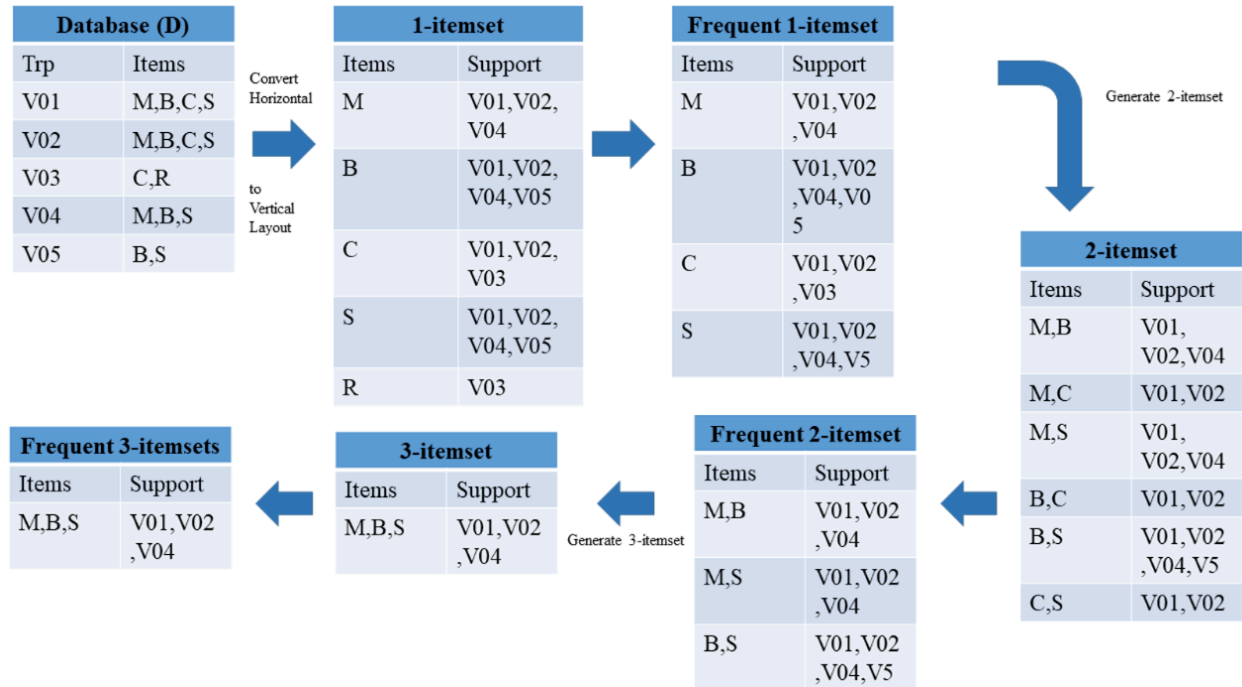 Database (D)
Trp Items
V01 M,B,C,S
V02 M,B,C,S
V03 C,R
V04 M,B,S
V05 B,S
Convert
Horizontal
to
Vertical
Layout
1-itemset
Items Support
M V01,V02,
V04
B V01,V02,
V04,V05
C V01,V02,
V03
S V01,V02,
V04,V05
R V03
Frequent 1-itemset
Items Support
M V01,V02
,V04
B V01,V02
,V04,V0
5
C V01,V02
,V03
S V01,V02
,V04,V5
Generate 2-itemset
2-itemset
Items Support
M,B V01,
V02,V04
M,C V01,V02
M,S V01,
V02,V04
B,C V01,V02
B,S V01,V02
,V04,V5
C,S V01,V02
Frequent 2-itemset
Items Support
M,B V01,V02
,V04
M,S V01,V02
,V04
B,S V01,V02
,V04,V5
Generate 3-itemset
3-itemset
Items Support
M,B,S V01,V02
,V04
Frequent 3-itemsets
Items Support
M,B,S V01,V02
,V04